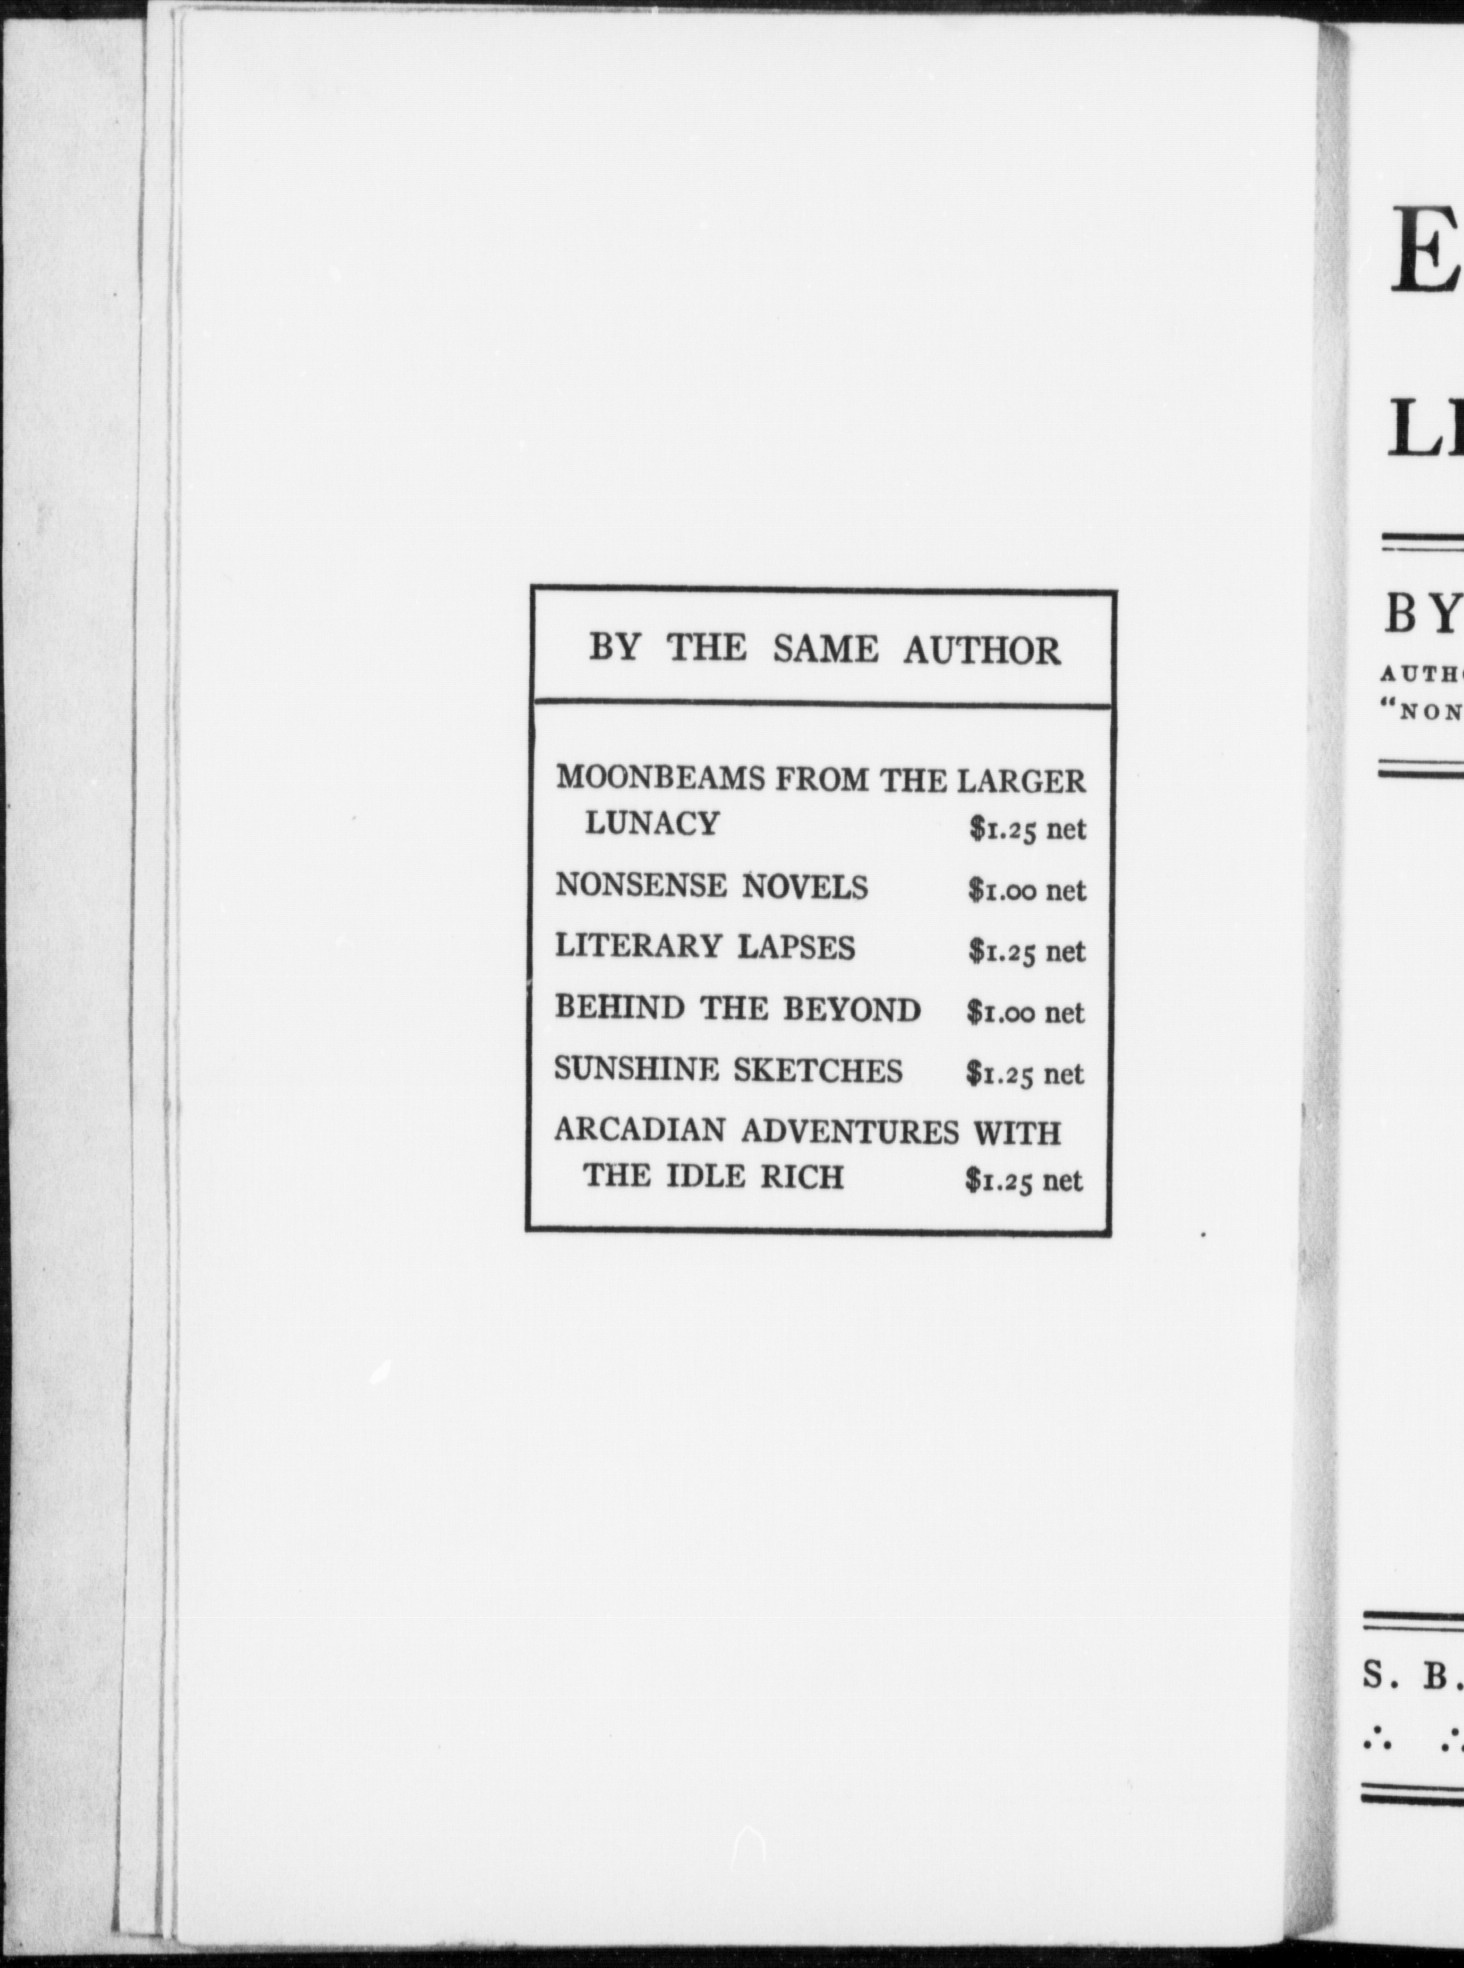 BY THE SAME AUTHOR
MOONBEAMS FROM THE LARGER
LUNACY $1.25 net
NONSENSE NOVELS $1.00 net
LITERARY LAPSES $1.25 net
BEHIND THE BEYOND $1.00 net
SUNSHINE SKETCHES $1.25 net
ARCADIAN ADVENTURES WITH
THE IDLE RICH $1.25 net
BY
S. B.